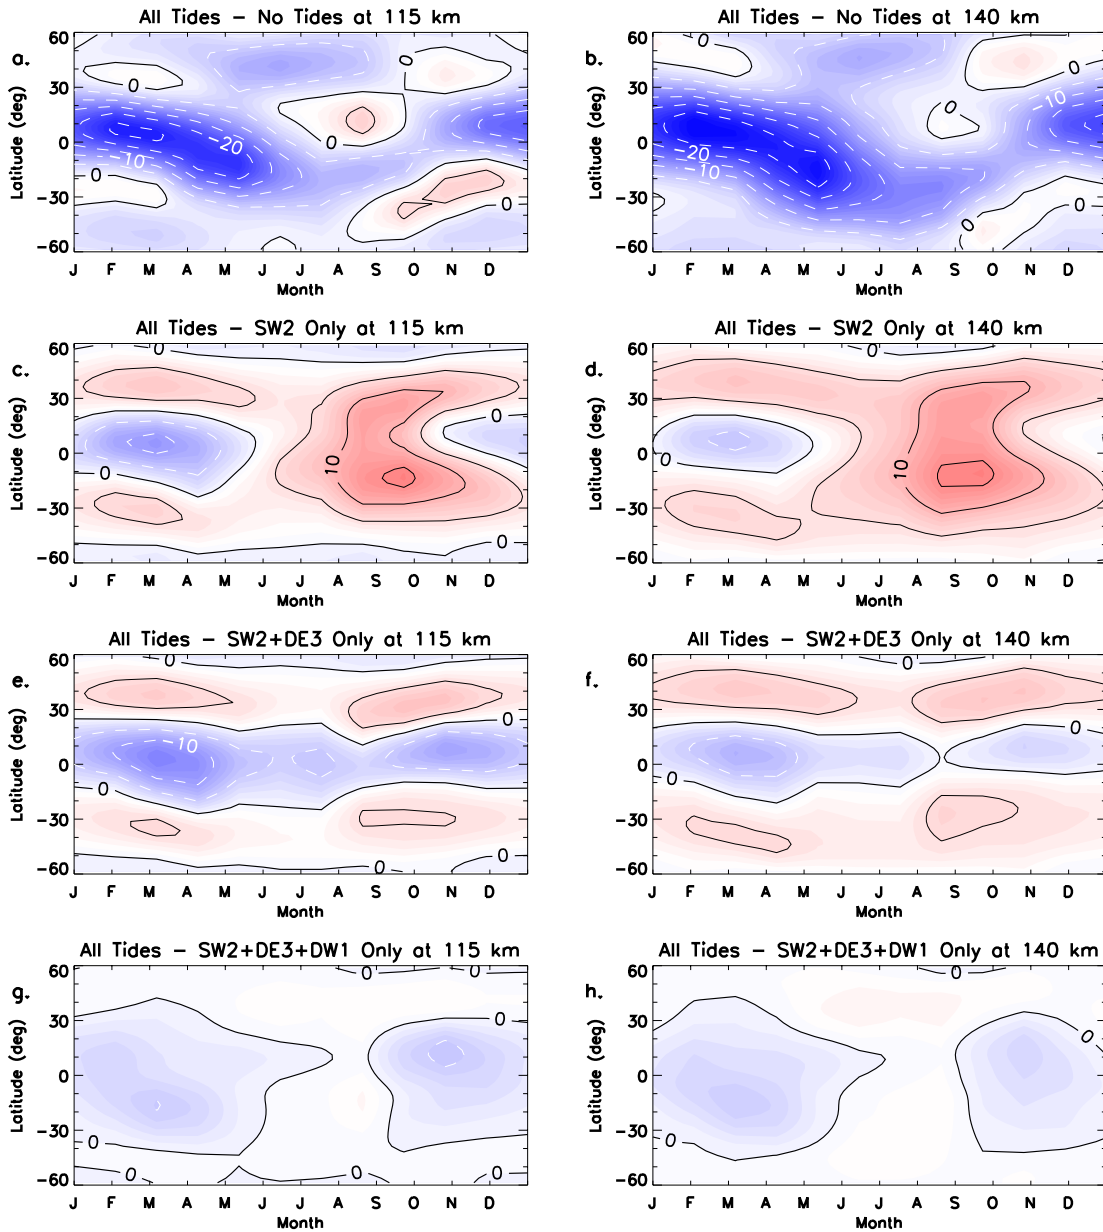 All Tides – No Tides at 115 km
a.
60
30
0
-30
-60
Latitude (deg)
0
0
0
0
0
20
10
J F M A M J J A S O N D
Month
All Tides – No Tides at 140 km
b.
60
30
0
-30
-60
Latitude (deg)
0
0
0
0
0
-10
20
-10
J F M A M J J A S O N D
Month
All Tides – SW2 Only at 115 km
c.
60
30
0
-30
-60
Latitude (deg)
0
0
0
0
10
J F M A M J J A S O N D
Month
All Tides – SW2 Only at 140 km
d.
60
30
0
-30
-60
Latitude (deg)
0
0
10
J F M A M J J A S O N D
Month
All Tides – SW2+DE3 Only at 115 km
e.
60
30
0
-30
-60
Latitude (deg)
0
0
0
0
0
-10
J F M A M J J A S O N D
Month
All Tides – SW2+DE3 Only at 140 km
f.
60
30
0
-30
-60
Latitude (deg)
0
0
0
J F M A M J J A S O N D
Month
All Tides – SW2+DE3+DW1 Only at 115 km
g.
60
30
0
-30
-60
Latitude (deg)
0
0
0
0
J F M A M J J A S O N D
Month
All Tides – SW2+DE3+DW1 Only at 140 km
h.
60
30
0
-30
-60
Latitude (deg)
0
0
0
J F M A M J J A S O N D
Month